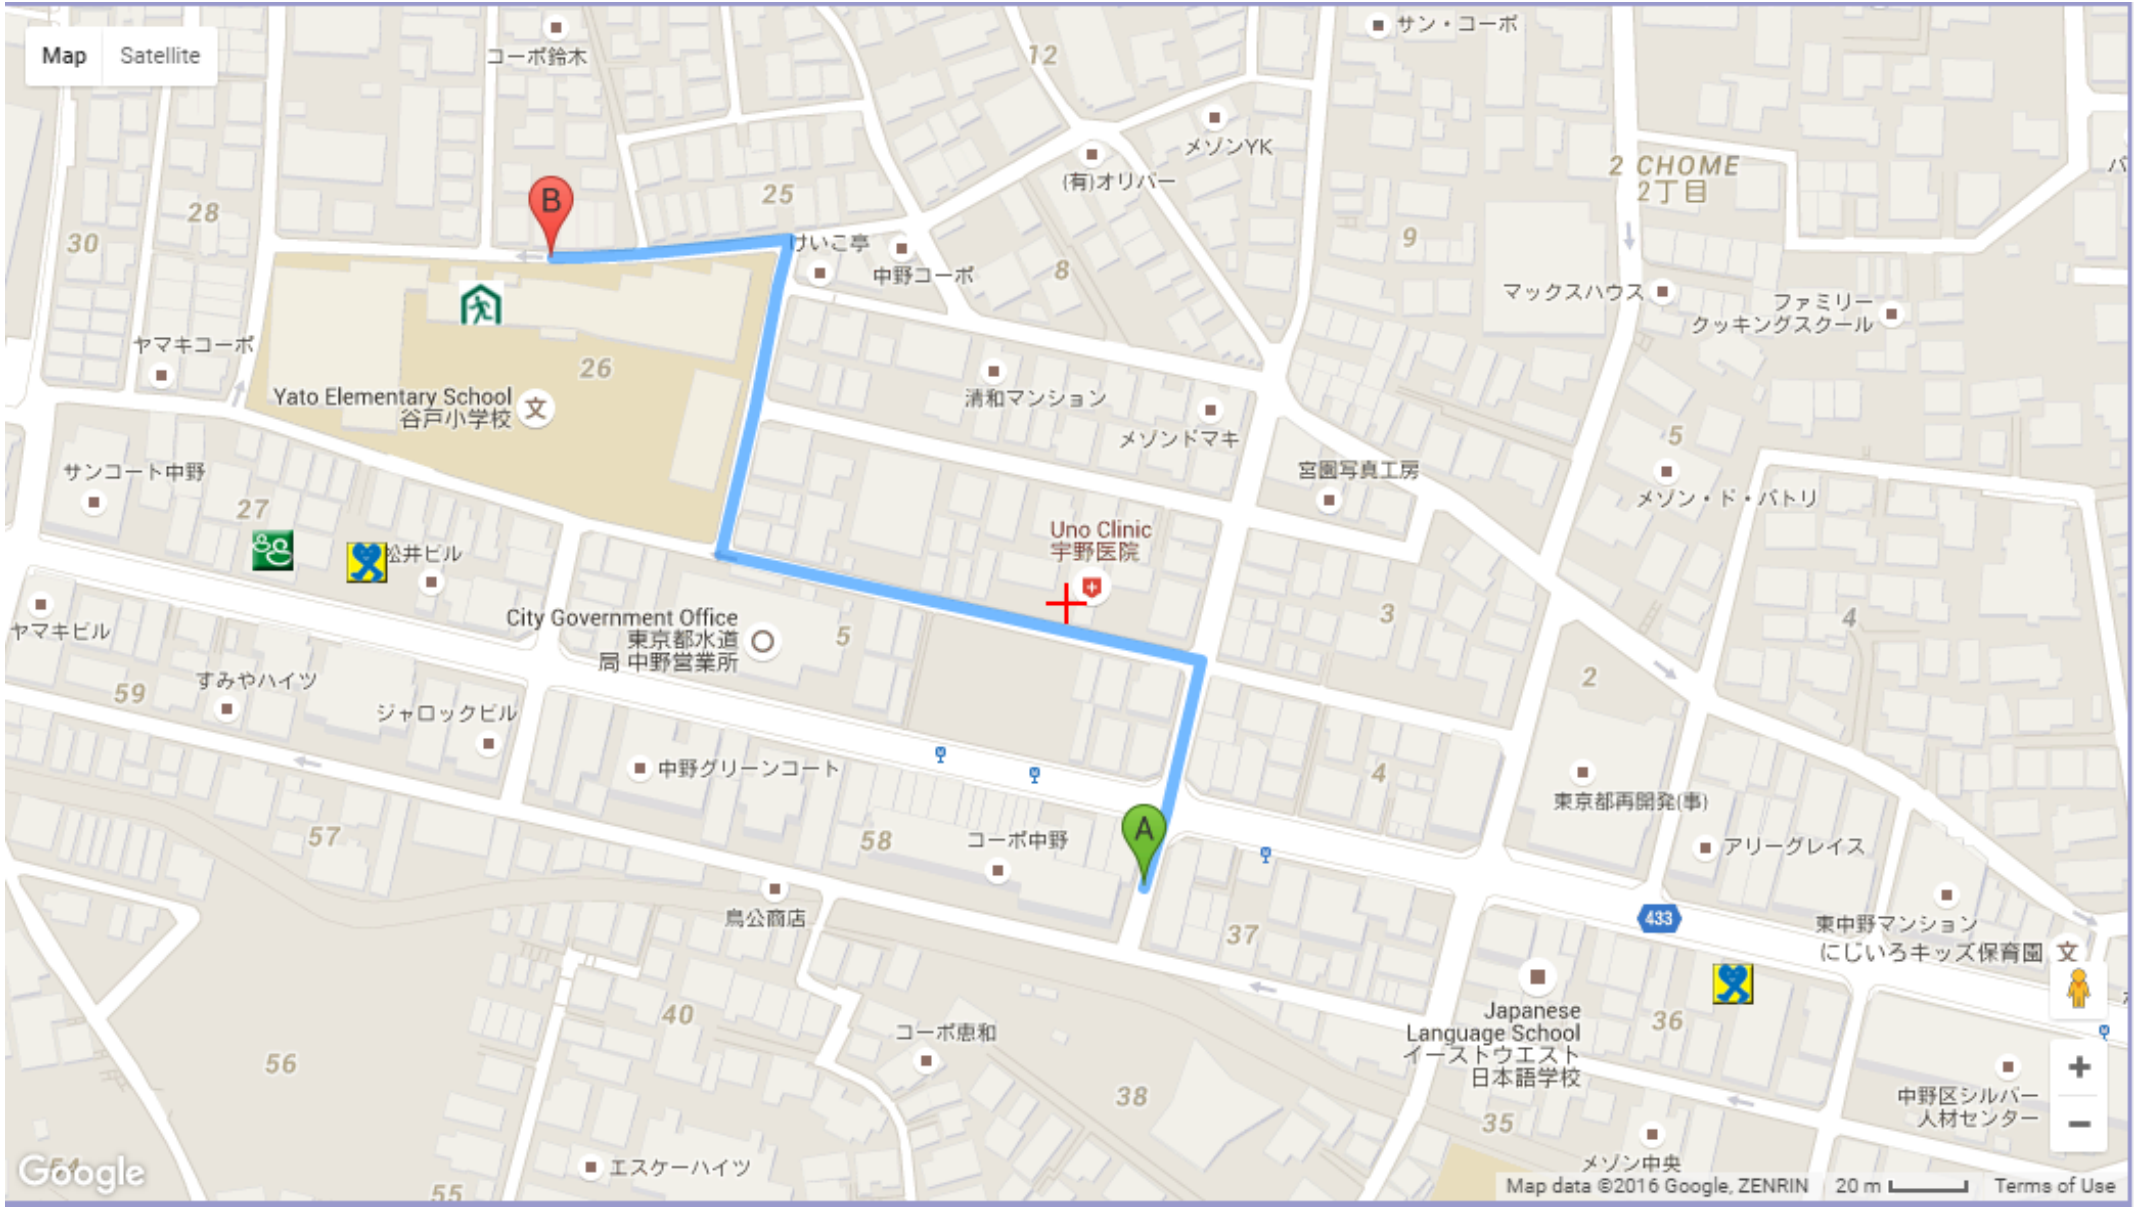 Map Satellite
コーポ鈴木
12
サン・コーポ
メゾンYK
(有)オリバー
2 CHOME
2丁目
B
25
28
30
けいこ亭
中野コーポ
8
9
マックスハウス
ファミリー
クッキングスクール
ヤマキコーポ
26
Yato Elementary School
谷戸小学校
文
清和マンション
メゾンドマキ
5
宮園写真工房
メゾン・ド・パトリ
サンコート中野
27
松井ビル
Uno Clinic
宇野医院
ヤマキビル
City Government Office
東京都水道
局 中野営業所
5
3
4
すみやハイツ
59
ジャロックビル
2
中野グリーンコート
4
東京都再開発(事)
57
58
コーポ中野
A
アリーグレイス
鳥公商店
37
433
東中野マンション
にじいろキッズ保育園
文
40
コーポ恵和
Japanese
Language School
イーストウエスト
日本語学校
36
56
38
35
中野区シルバー
人材センター
メゾン中央
エスケーハイツ
54
55
Google
Map data ©2016 Google, ZENRIN 20 m Terms of Use